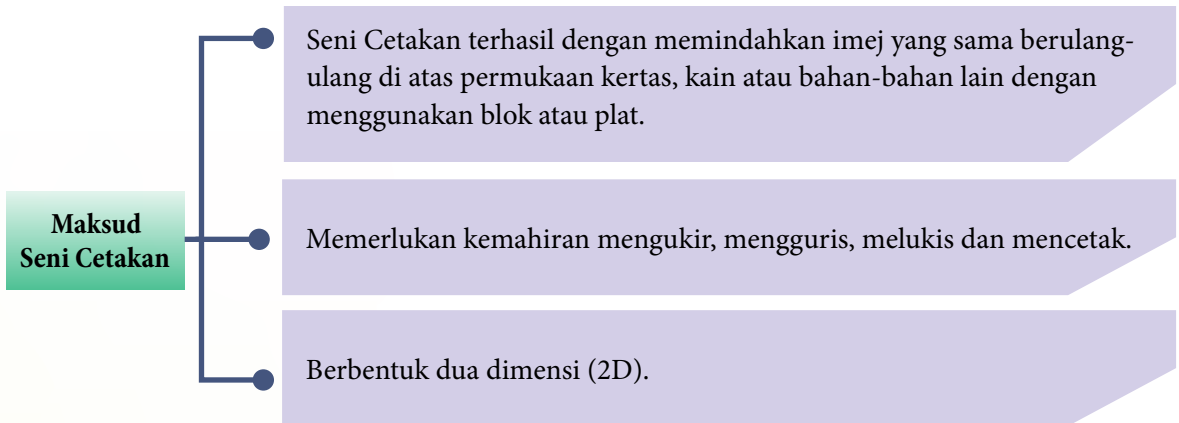 Maksud
Seni Cetakan
Seni Cetakan terhasil dengan memindahkan imej yang sama berulang-
ulang di atas permukaan kertas, kain atau bahan-bahan lain dengan
menggunakan blok atau plat.
Memerlukan kemahiran mengukir, mengguris, melukis dan mencetak.
Berbentuk dua dimensi (2D).